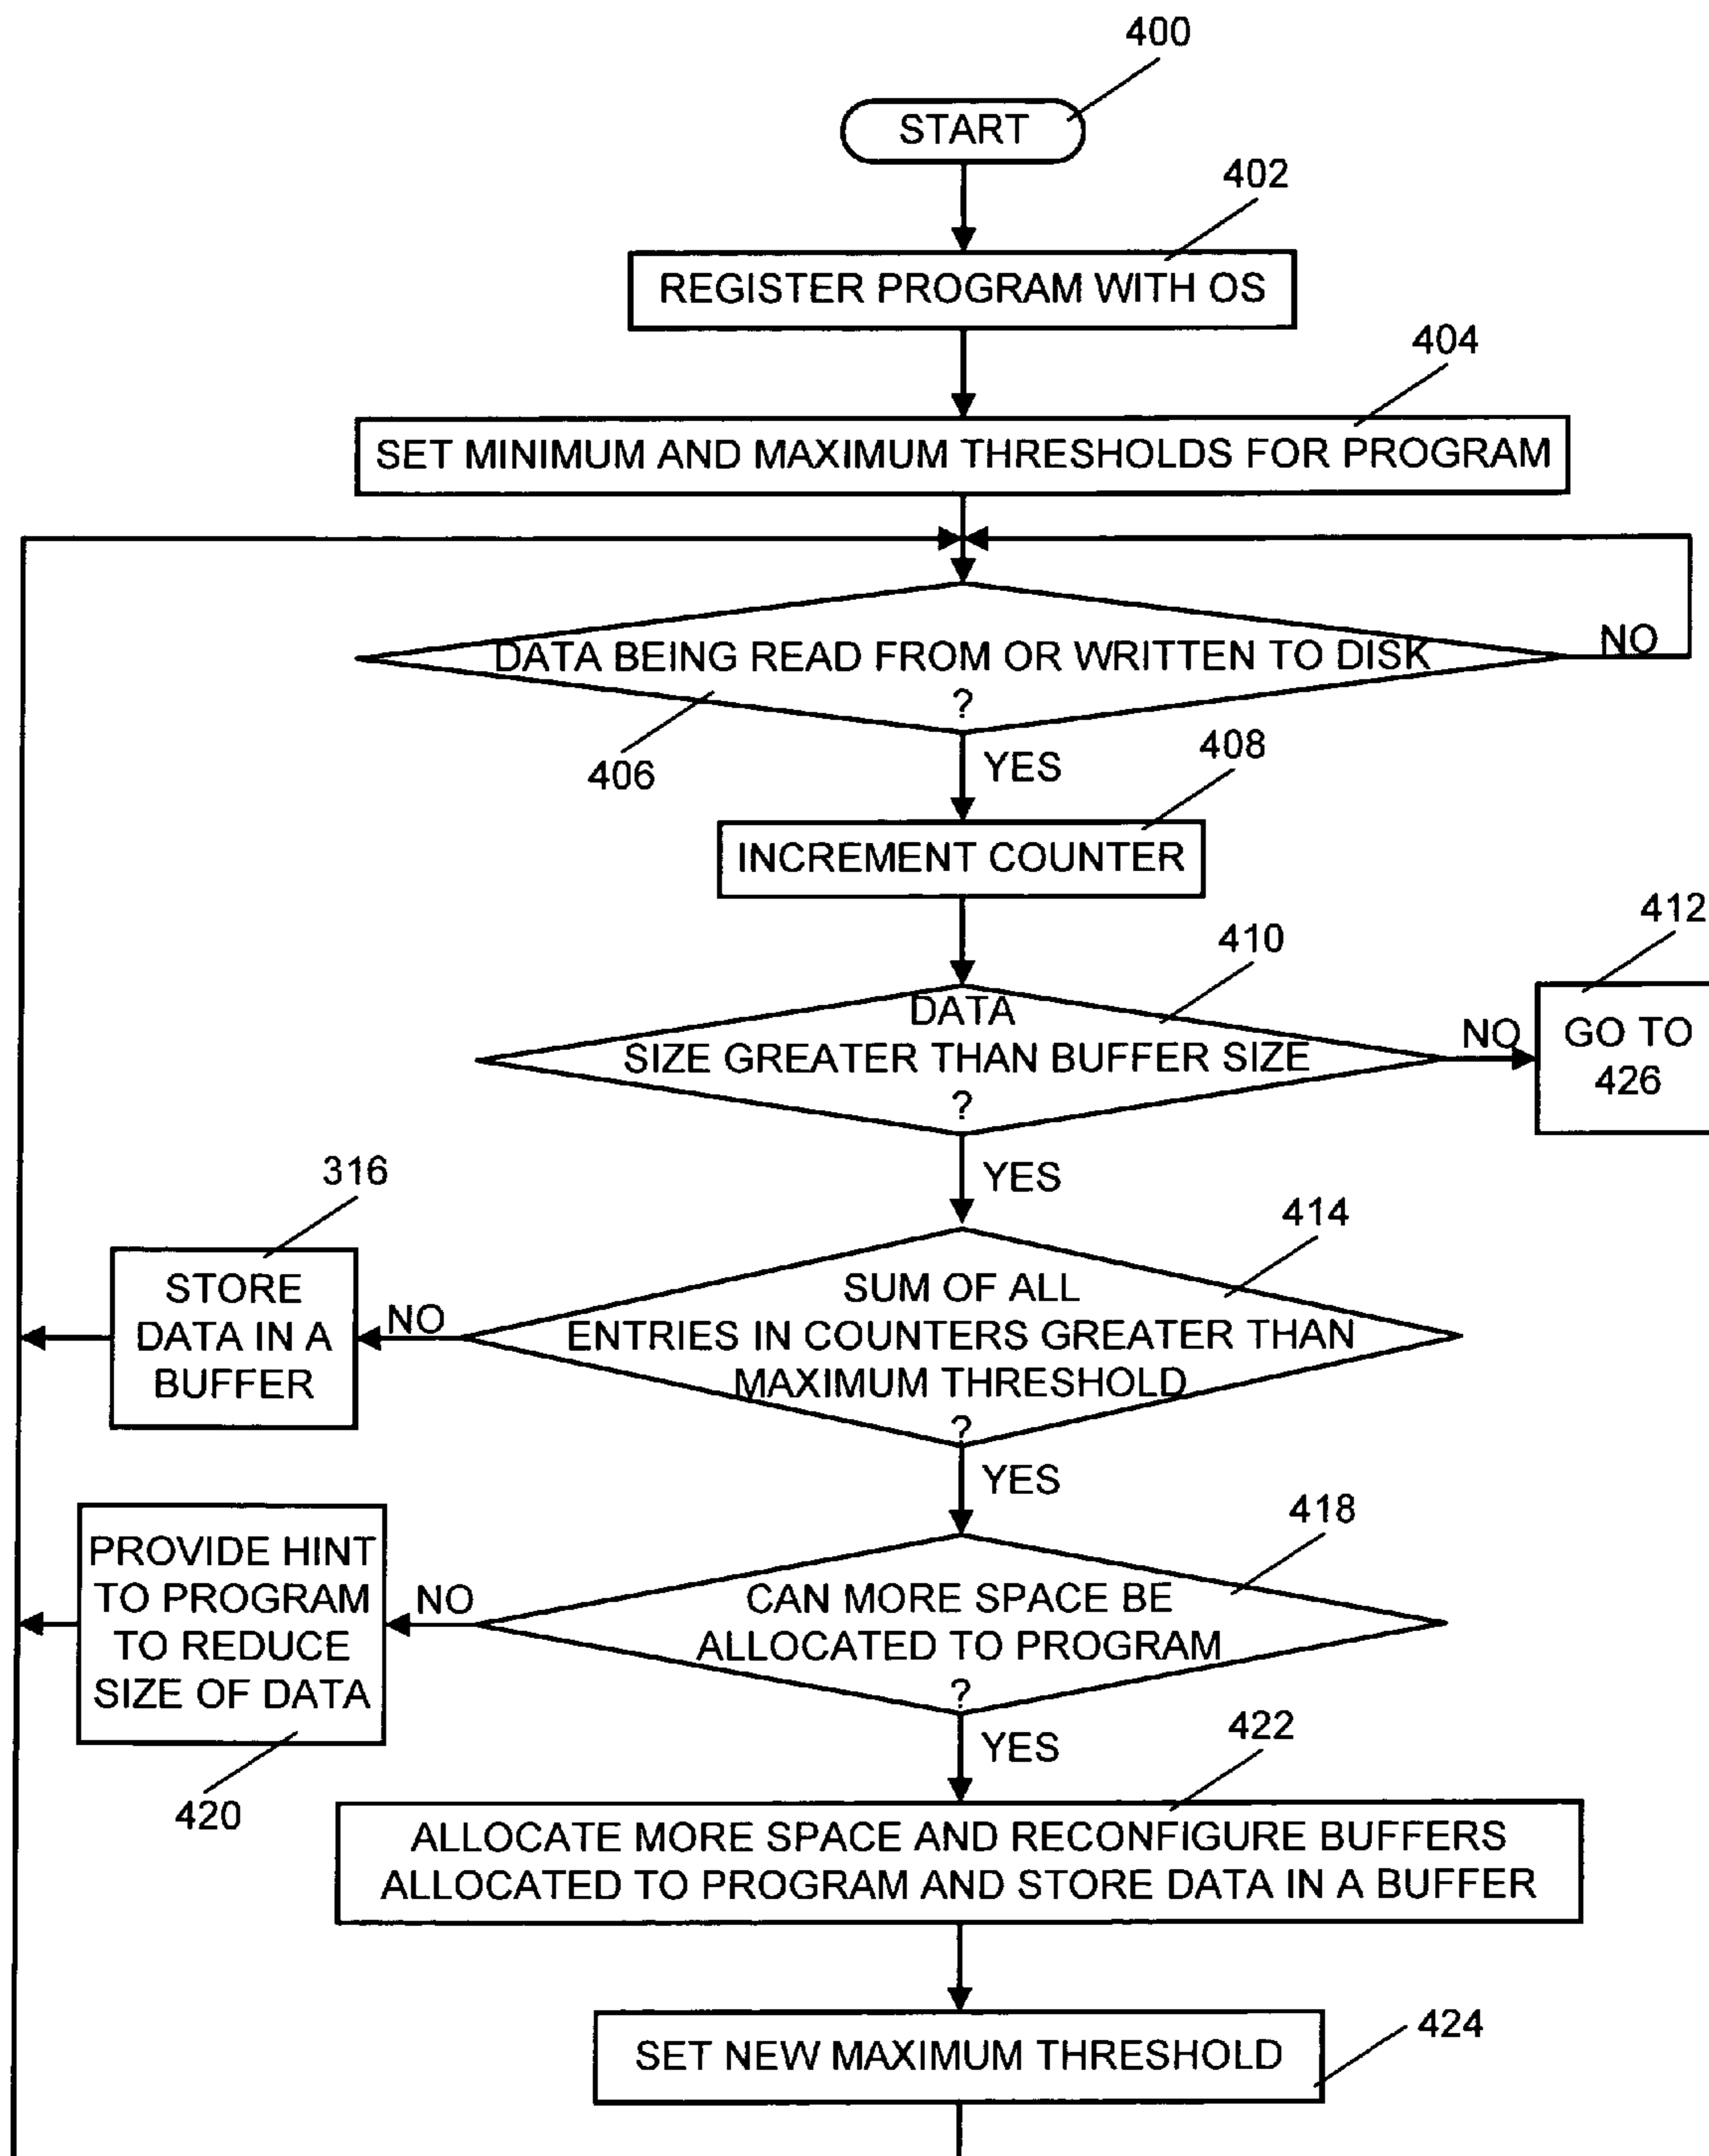 400
START
402
REGISTER PROGRAM WITH OS
404
SET MINIMUM AND MAXIMUM THRESHOLDS FOR PROGRAM
DATA BEING READ FROM OR WRITTEN TO DISK
?
NO
406
YES
408
INCREMENT COUNTER
410
412
DATA
SIZE GREATER THAN BUFFER SIZE
?
NO
GO TO
426
YES
316
STORE
DATA IN A
BUFFER
NO
414
SUM OF ALL
ENTRIES IN COUNTERS GREATER THAN
MAXIMUM THRESHOLD
?
YES
PROVIDE HINT
TO PROGRAM
TO REDUCE
SIZE OF DATA
420
NO
418
CAN MORE SPACE BE
ALLOCATED TO PROGRAM
?
YES
422
ALLOCATE MORE SPACE AND RECONFIGURE BUFFERS
ALLOCATED TO PROGRAM AND STORE DATA IN A BUFFER
424
SET NEW MAXIMUM THRESHOLD